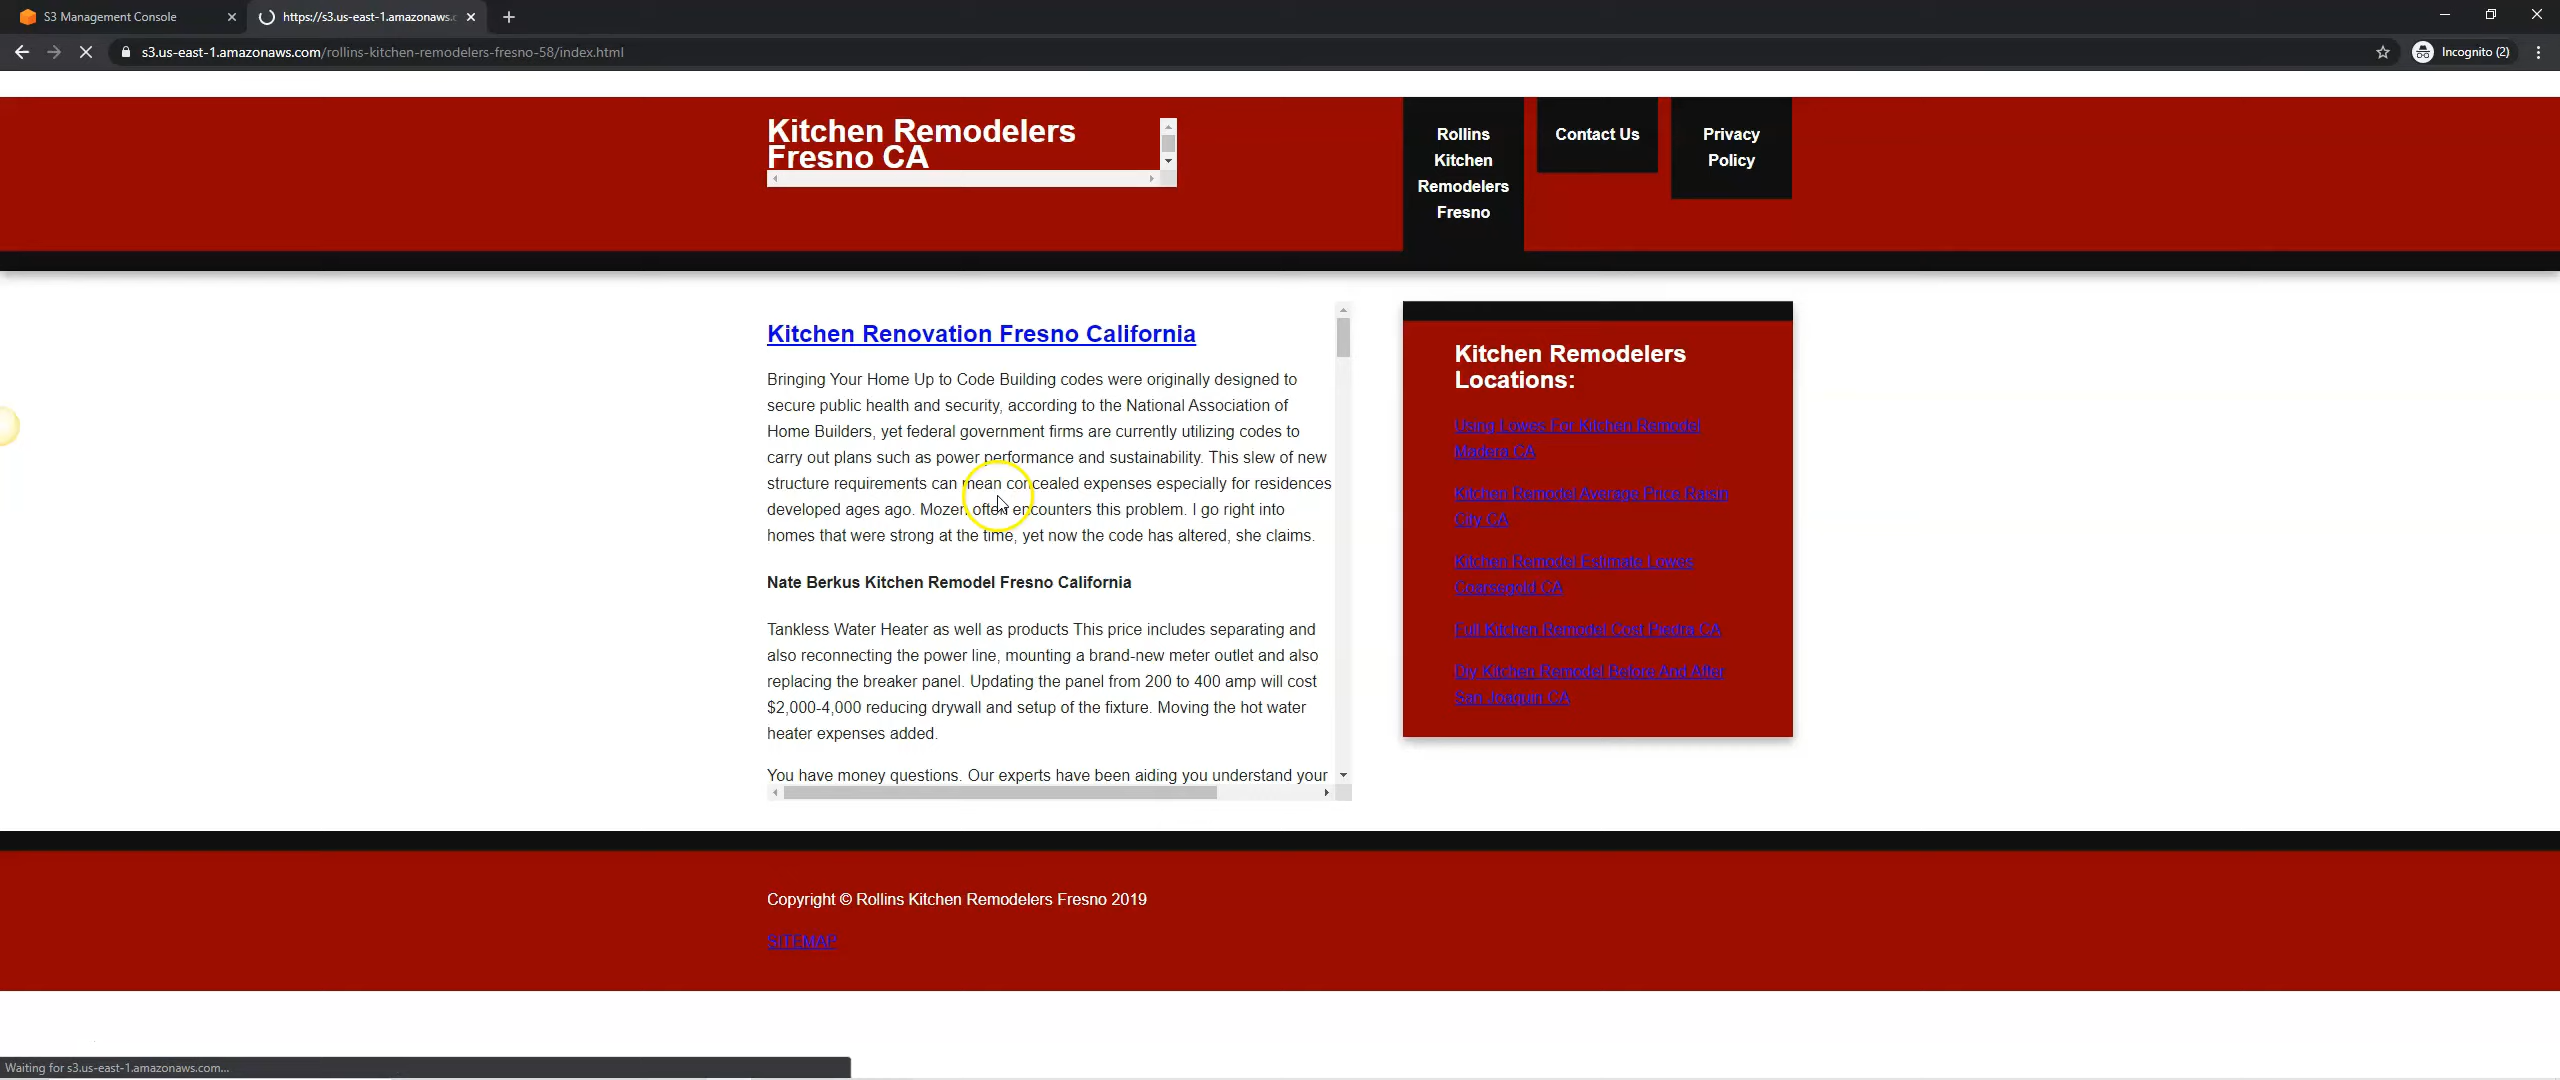 S3 Management Console
https://s3.us-east-1.amazonaws.c
s3.us-east-1.amazonaws.com/rollins-kitchen-remodelers-fresno-58/index.html
Incognito (2)
Kitchen Remodelers
Fresno CA
Rollins
Kitchen
Remodelers
Fresno
Contact Us
Privacy
Policy
Kitchen Renovation Fresno California
Bringing Your Home Up to Code Building codes were originally designed to
secure public health and security, according to the National Association of
Home Builders, yet federal government firms are currently utilizing codes to
carry out plans such as power performance and sustainability. This slew of new
structure requirements can mean concealed expenses especially for residences
developed ages ago. Mozen often encounters this problem. I go right into
homes that were strong at the time, yet now the code has altered, she claims.
Nate Berkus Kitchen Remodel Fresno California
Tankless Water Heater as well as products This price includes separating and
also reconnecting the power line, mounting a brand-new meter outlet and also
replacing the breaker panel. Updating the panel from 200 to 400 amp will cost
$2,000-4,000 reducing drywall and setup of the fixture. Moving the hot water
heater expenses added.
You have money questions. Our experts have been aiding you understand your
Kitchen Remodelers
Locations:
Using Lowes For Kitchen Remodel
Madera CA
Kitchen Remodel Average Price Raisin
City CA
Kitchen Remodel Estimate Lowes
Coarsegold CA
Full Kitchen Remodel Cost Piedra CA
Diy Kitchen Remodel Before And After
San Joaquin CA
Copyright © Rollins Kitchen Remodelers Fresno 2019
SITEMAP
Waiting for s3.us-east-1.amazonaws.com...